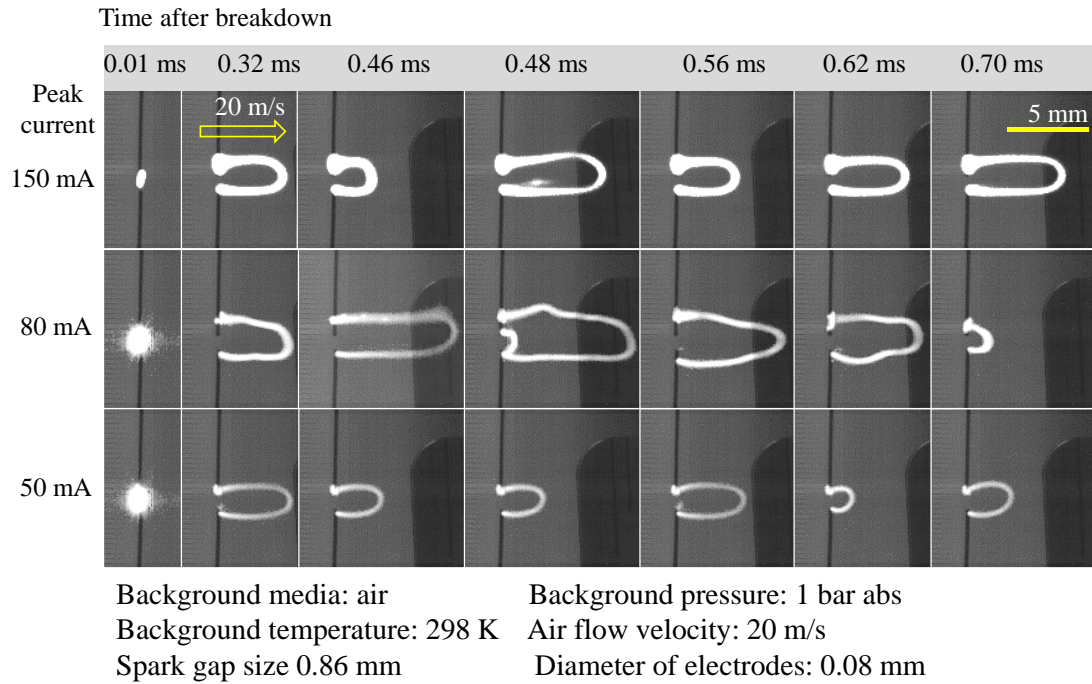 Time after breakdown
0.01 ms 0.32 ms 0.46 ms 0.48 ms 0.56 ms 0.62 ms 0.70 ms
Peak
current
20 m/s
5 mm
150 mA
80 mA
50 mA
Background media: air Background pressure: 1 bar abs
Background temperature: 298 K Air flow velocity: 20 m/s
Spark gap size 0.86 mm Diameter of electrodes: 0.08 mm